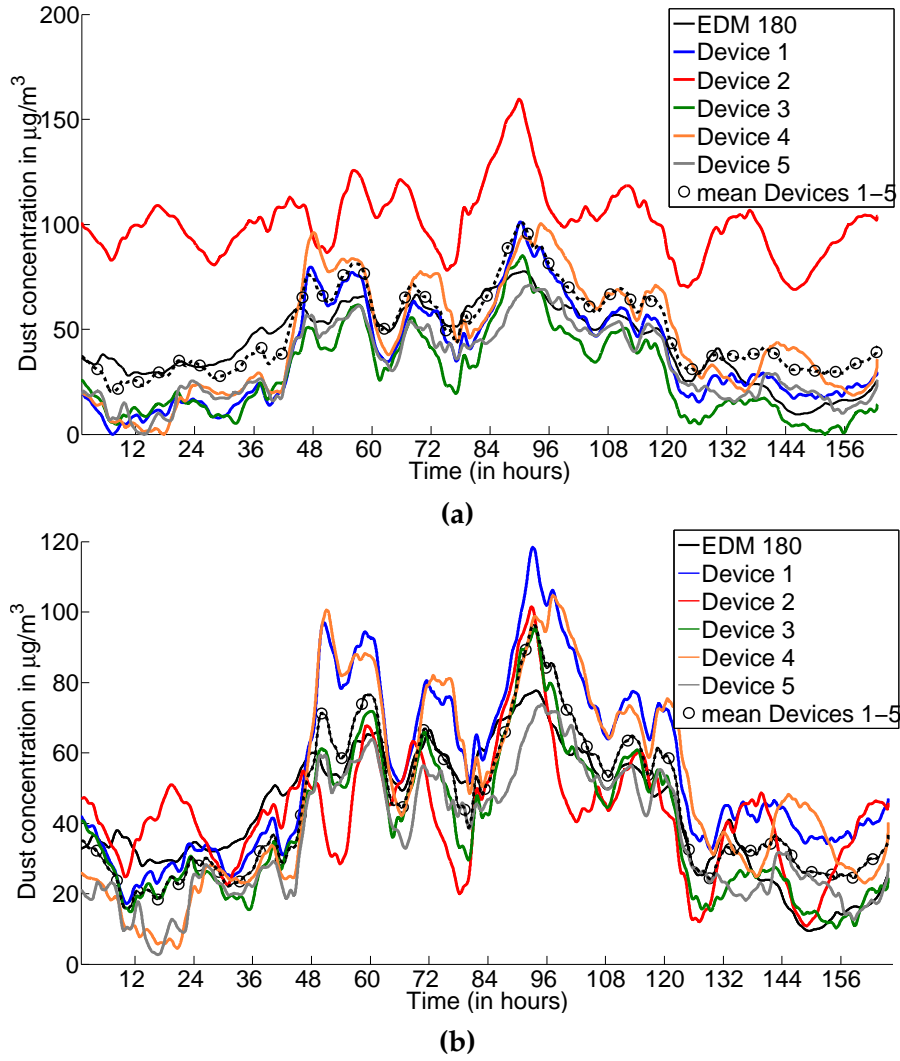 200
150
100
50
0
Dust concentration in µg/m³
12 24 36 48 60 72 84 96 108 120 132 144 156
Time (in hours)
EDM 180
Device 1
Device 2
Device 3
Device 4
Device 5
mean Devices 1−5
(a)
120
100
80
60
40
20
0
Dust concentration in µg/m³
12 24 36 48 60 72 84 96 108 120 132 144 156
Time (in hours)
EDM 180
Device 1
Device 2
Device 3
Device 4
Device 5
mean Devices 1−5
(b)